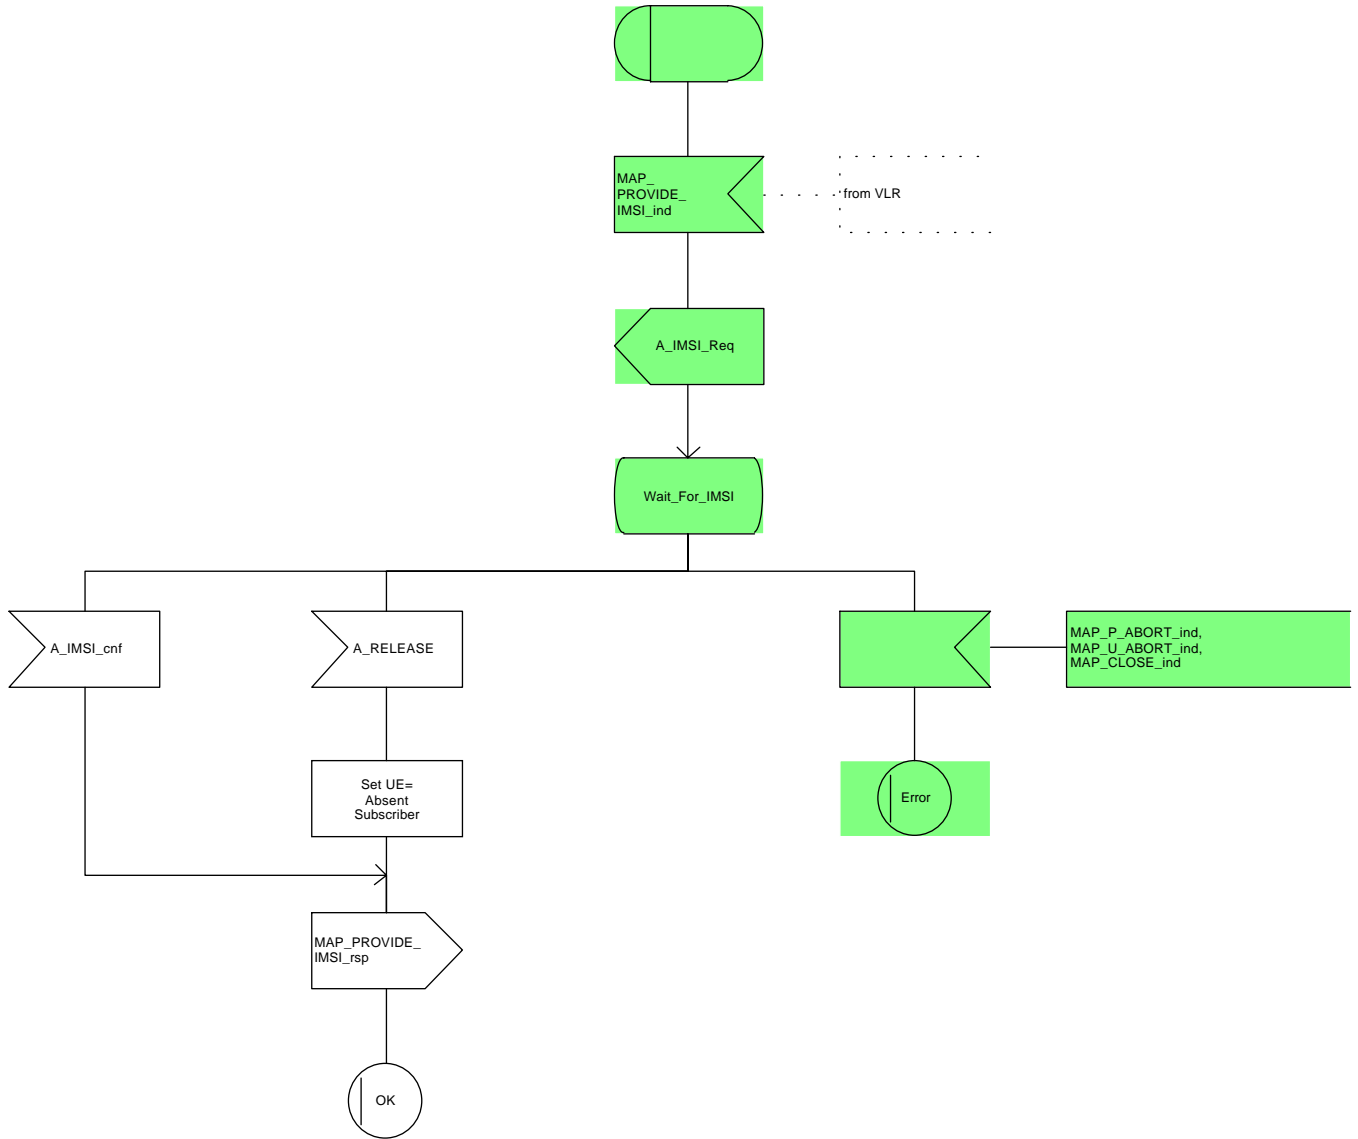 MAP_
PROVIDE_
IMSI_ind
from VLR
A_IMSI_Req
Wait_For_IMSI
A_IMSI_cnf
A_RELEASE
MAP_P_ABORT_ind,
MAP_U_ABORT_ind,
MAP_CLOSE_ind
Set UE=
Absent
Subscriber
Error
MAP_PROVIDE_
IMSI_rsp
OK